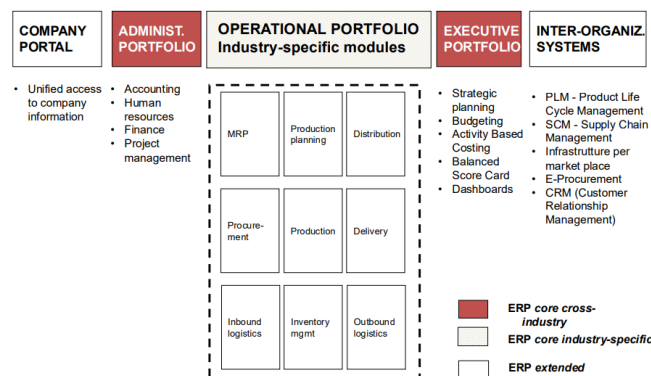 COMPANY
PORTAL
ADMINIST.
PORTFOLIO
OPERATIONAL PORTFOLIO
Industry-specific modules
EXECUTIVE
PORTFOLIO
INTER-ORGANIZ.
SYSTEMS
• Unified access
to company
information
• Accounting
• Human
resources
• Finance
• Project
management
MRP
Production
planning
Distribution
Procure-
ment
Production
Delivery
Inbound
logistics
Inventory
mgmt
Outbound
logistics
• Strategic
planning
• Budgeting
• Activity Based
Costing
• Balanced
Score Card
• Dashboards
• PLM - Product Life
Cycle Management
• SCM - Supply Chain
Management
• Infrastrutture per
market place
• E-Procurement
• CRM (Customer
Relationship
Management)
ERP core cross-
industry
ERP core industry-specific
ERP extended